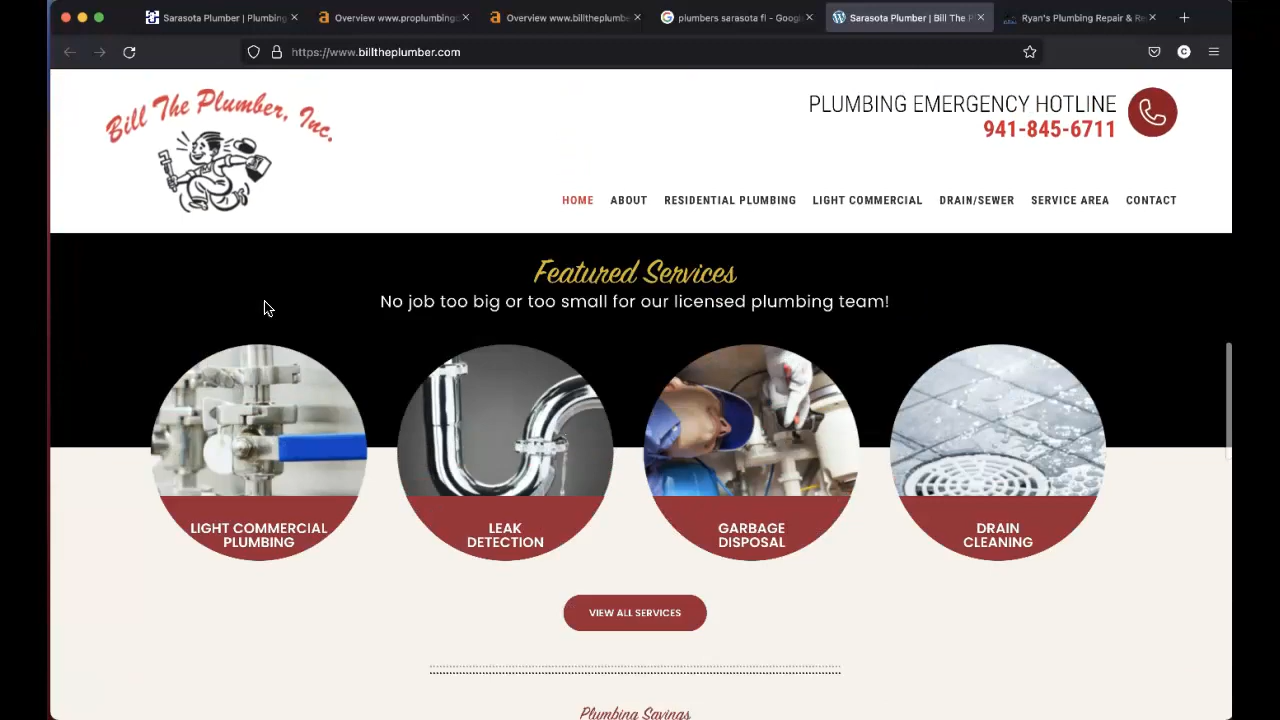 Sarasota Plumber | Plumbing
Overview www.proplumbing
Overview www.billtheplumbe
plumbers sarasota fl - Googl
Sarasota Plumber | Bill The P
Ryan's Plumbing Repair & Re
https://www.billtheplumber.com
Bill The Plumber, Inc.
PLUMBING EMERGENCY HOTLINE
941-845-6711
HOME ABOUT RESIDENTIAL PLUMBING LIGHT COMMERCIAL DRAIN/SEWER SERVICE AREA CONTACT
Featured Services
No job too big or too small for our licensed plumbing team!
LIGHT COMMERCIAL
PLUMBING
LEAK
DETECTION
GARBAGE
DISPOSAL
DRAIN
CLEANING
VIEW ALL SERVICES
Plumbing Savings